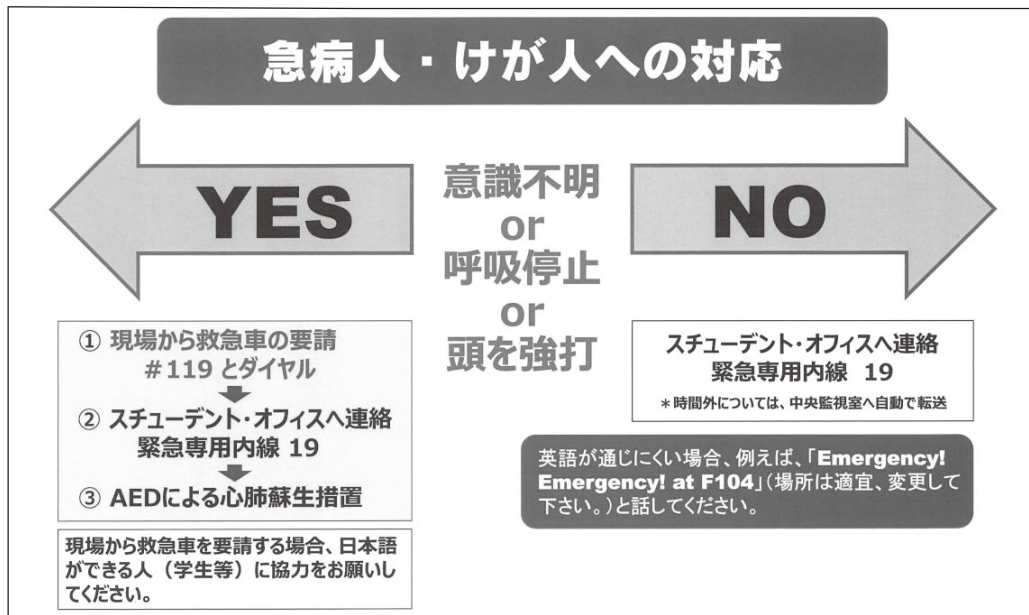 急病人・けが人への対応
YES
意識不明
or
呼吸停止
or
頭を強打
NO
① 現場から救急車の要請
＃119 とダイヤル
② スチューデント・オフィスへ連絡
緊急専用内線 19
③ AEDによる心肺蘇生措置
現場から救急車を要請する場合、日本語
ができる人（学生等）に協力をお願いし
てください。
スチューデント・オフィスへ連絡
緊急専用内線 19
＊時間外については、中央監視室へ自動で転送
英語が通じにくい場合、例えば、「Emergency!
Emergency! at F104」（場所は適宜、変更して
下さい。）と話してください。